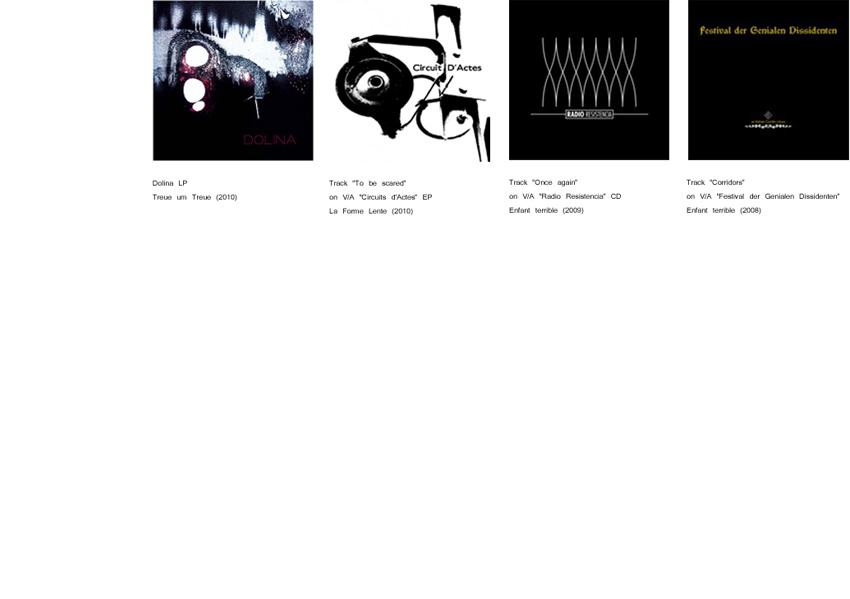 DOLINA
Dolina LP
Treue um Treue (2010)
Circuit D'Actes
Track "To be scared"
on V/A "Circuits d'Actes" EP
La Forme Lente (2010)
RADIO RESISTENCIA
Track "Once again"
on V/A "Radio Resistencia" CD
Enfant terrible (2009)
Festival der Genialen Dissidenten
Track "Corridors"
on V/A "Festival der Genialen Dissidenten"
Enfant terrible (2008)